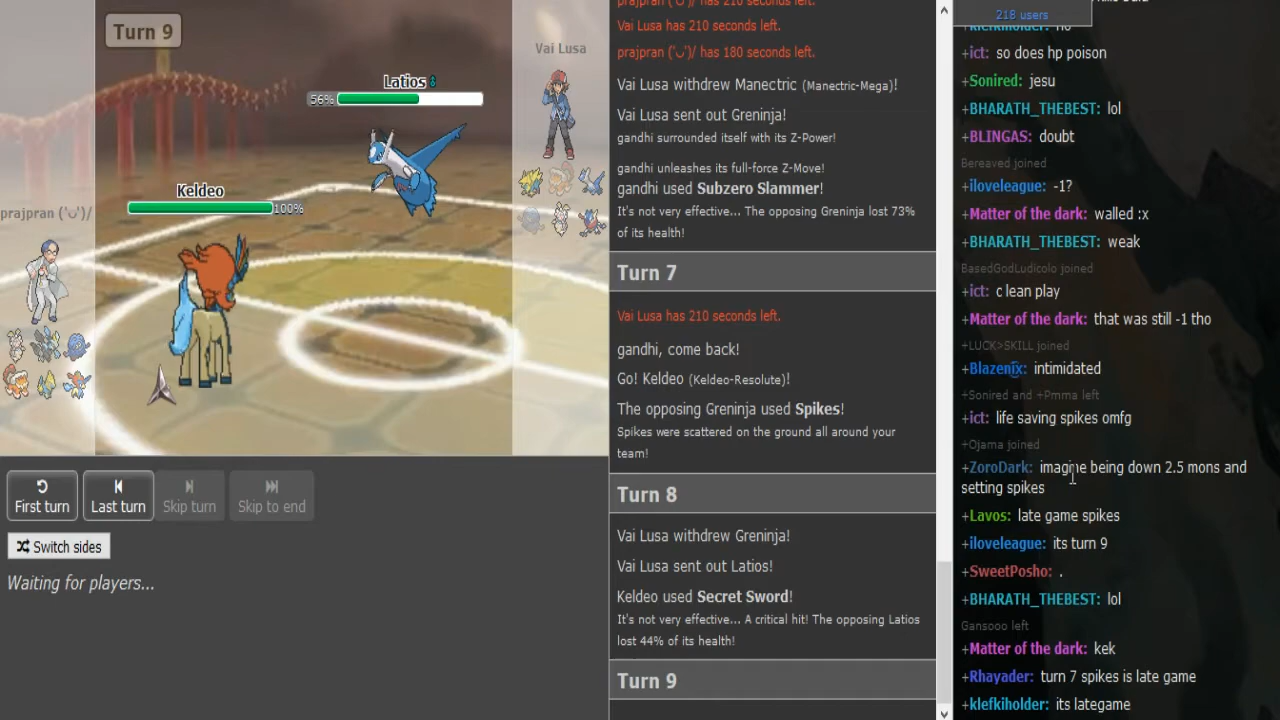 Turn 9
Vai Lusa
Latios
56%
Keldeo
100%
prajpran ('ᴗ')/
First turn
Last turn
Skip turn
Skip to end
Switch sides
Waiting for players...
Vai Lusa has 210 seconds left.
prajpran ('ᴗ')/ has 180 seconds left.
Vai Lusa withdrew Manectric (Manectric-Mega)!
Vai Lusa sent out Greninja!
gandhi surrounded itself with its Z-Power!
gandhi unleashes its full-force Z-Move!
gandhi used Subzero Slammer!
It's not very effective... The opposing Greninja lost 73%
of its health!
Turn 7
Vai Lusa has 210 seconds left.
gandhi, come back!
Go! Keldeo (Keldeo-Resolute)!
The opposing Greninja used Spikes!
Spikes were scattered on the ground all around your
team!
Turn 8
Vai Lusa withdrew Greninja!
Vai Lusa sent out Latios!
Keldeo used Secret Sword!
It's not very effective... A critical hit! The opposing Latios
lost 44% of its health!
Turn 9
218 users
+klefkiholder: no
+ict: so does hp poison
+Sonired: jesu
+BHARATH_THEBEST: lol
+BLINGAS: doubt
Bereaved joined
+iloveleague: -1?
+Matter of the dark: walled :x
+BHARATH_THEBEST: weak
BasedGodLudicolo joined
+ict: c lean play
+Matter of the dark: that was still -1 tho
+LUCK>SKILL joined
+Blazenix: intimidated
+Sonired and +Pmma left
+ict: life saving spikes omfg
+Ojama joined
+ZoroDark: imagine being down 2.5 mons and
setting spikes
+Lavos: late game spikes
+iloveleague: its turn 9
+SweetPosho: .
+BHARATH_THEBEST: lol
Gansooo left
+Matter of the dark: kek
+Rhayader: turn 7 spikes is late game
+klefkiholder: its lategame